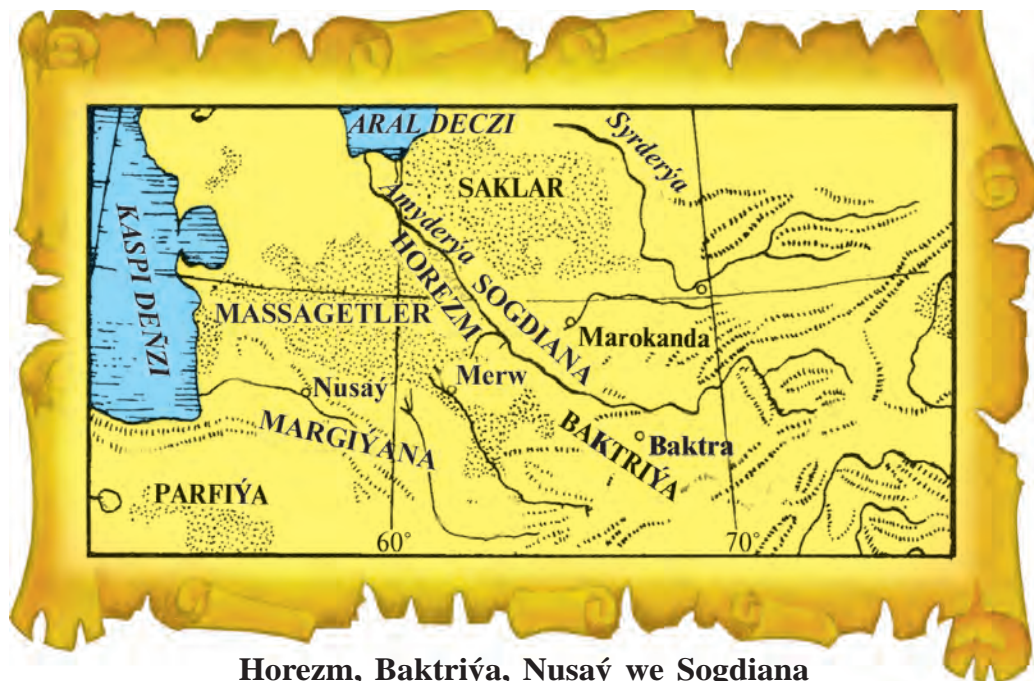 ARAL DECZI
Syrderýa
SAKLAR
Amyderýa
KASPI DEŇZI
HOREZM
SOGDIANA
MASSAGETLER
Marokanda
Nusaý
Merw
MARGIÝANA
BAKTRIÝA
Baktra
PARFIÝA
60°
70°
Horezm, Baktriýa, Nusaý we Sogdiana